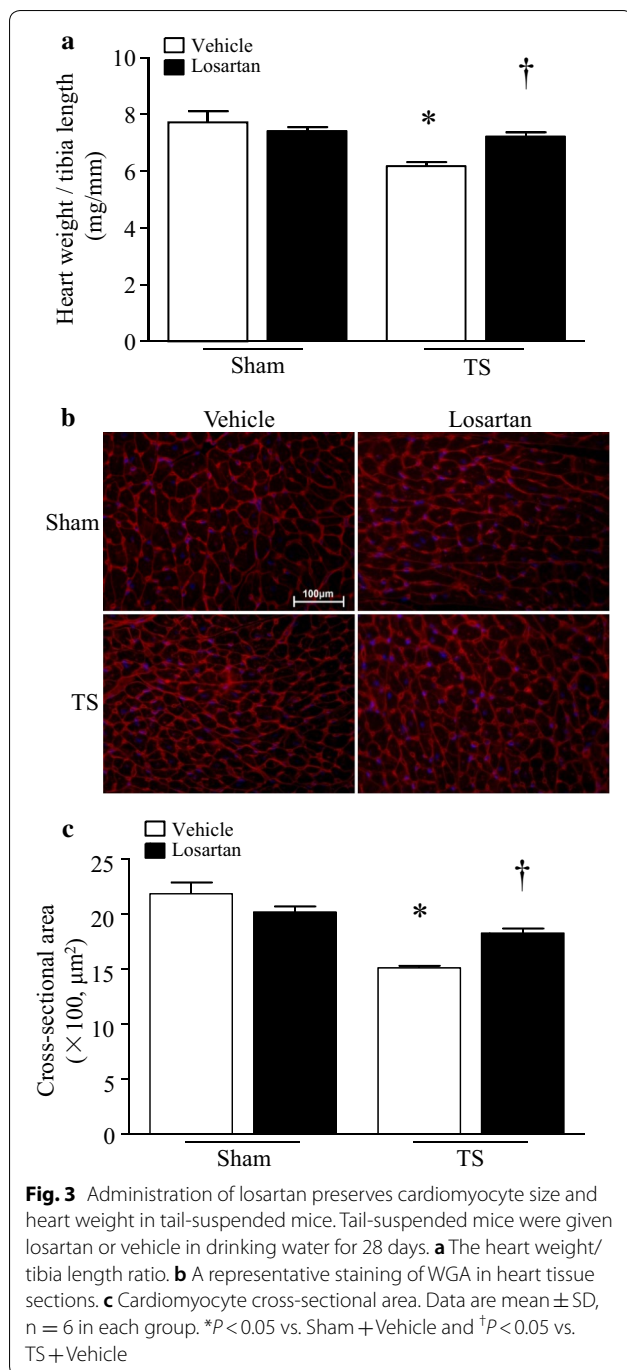 a
Vehicle
Losartan
Heart weight / tibia length
(mg/mm)
10
8
6
4
2
0
*
†
Sham
TS
b
Vehicle
Losartan
Sham
100µm
TS
c
Vehicle
Losartan
Cross-sectional area
(×100, µm²)
25
20
15
10
5
0
*
†
Sham
TS
Fig. 3 Administration of losartan preserves cardiomyocyte size and
heart weight in tail-suspended mice. Tail-suspended mice were given
losartan or vehicle in drinking water for 28 days. a The heart weight/
tibia length ratio. b A representative staining of WGA in heart tissue
sections. c Cardiomyocyte cross-sectional area. Data are mean ± SD,
n = 6 in each group. *P < 0.05 vs. Sham + Vehicle and †P < 0.05 vs.
TS + Vehicle